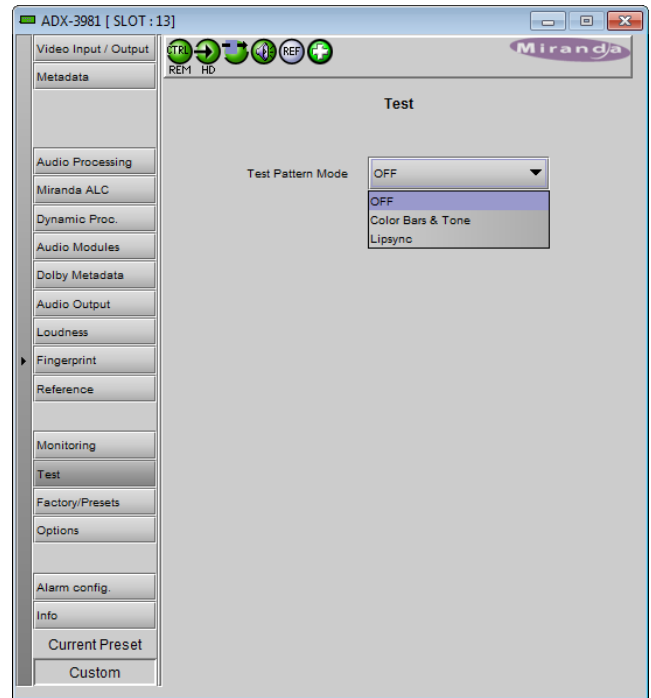 ADX-3981 [ SLOT : 13]
Video Input / Output
Metadata
Audio Processing
Miranda ALC
Dynamic Proc.
Audio Modules
Dolby Metadata
Audio Output
Loudness
Fingerprint
Reference
Monitoring
Test
Factory/Presets
Options
Alarm config.
Info
Current Preset
Custom
CTRL
REF
REM HD
Miranda
Test
Test Pattern Mode OFF
OFF
Color Bars & Tone
Lipsync